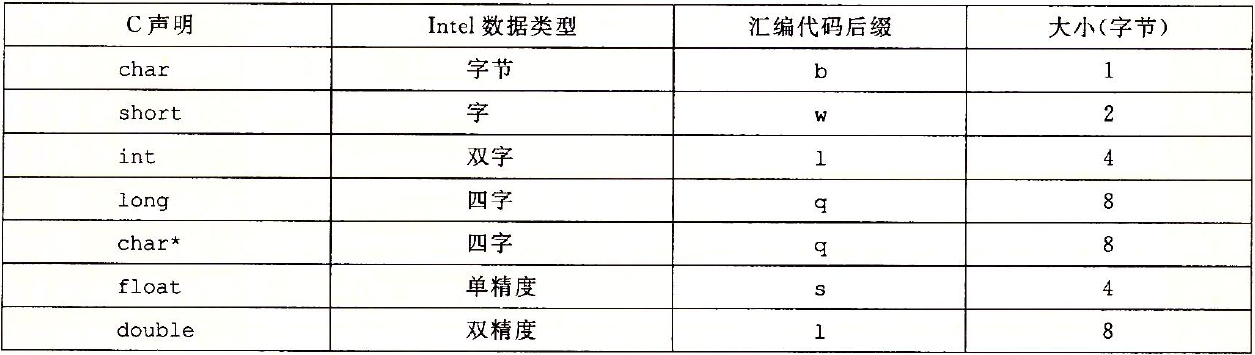 C声明 Intel 数据类型 汇编代码后缀 大小(字节)
char 字节 b 1
short 字 w 2
int 双字 l 4
long 四字 q 8
char* 四字 q 8
float 单精度 s 4
double 双精度 l 8